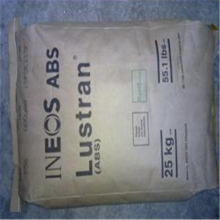 INEOS ABS
Lustran®
(ABS)
25 kg
55.1 lbs